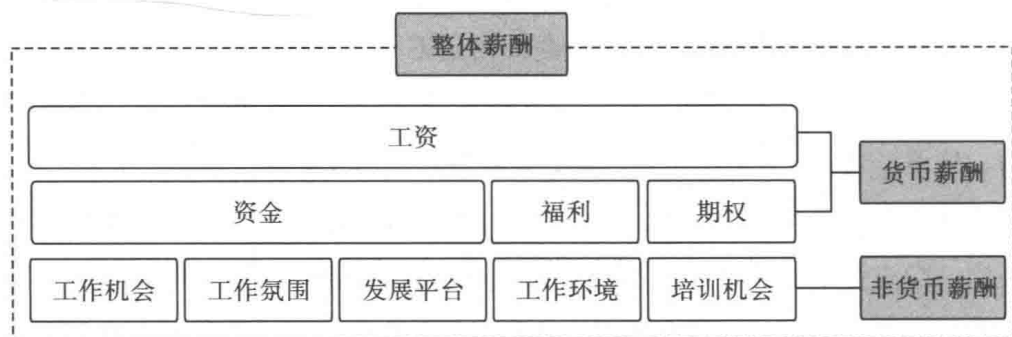 整体薪酬
工资
货币薪酬
资金
福利
期权
工作机会
工作氛围
发展平台
工作环境
培训机会
非货币薪酬